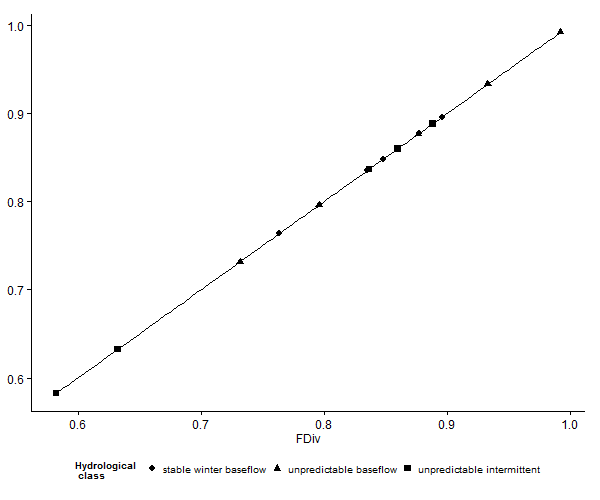 1.0
0.9
0.8
0.7
0.6
0.6 0.7 0.8 0.9 1.0
FDiv
Hydrological
class
stable winter baseflow unpredictable baseflow unpredictable intermittent